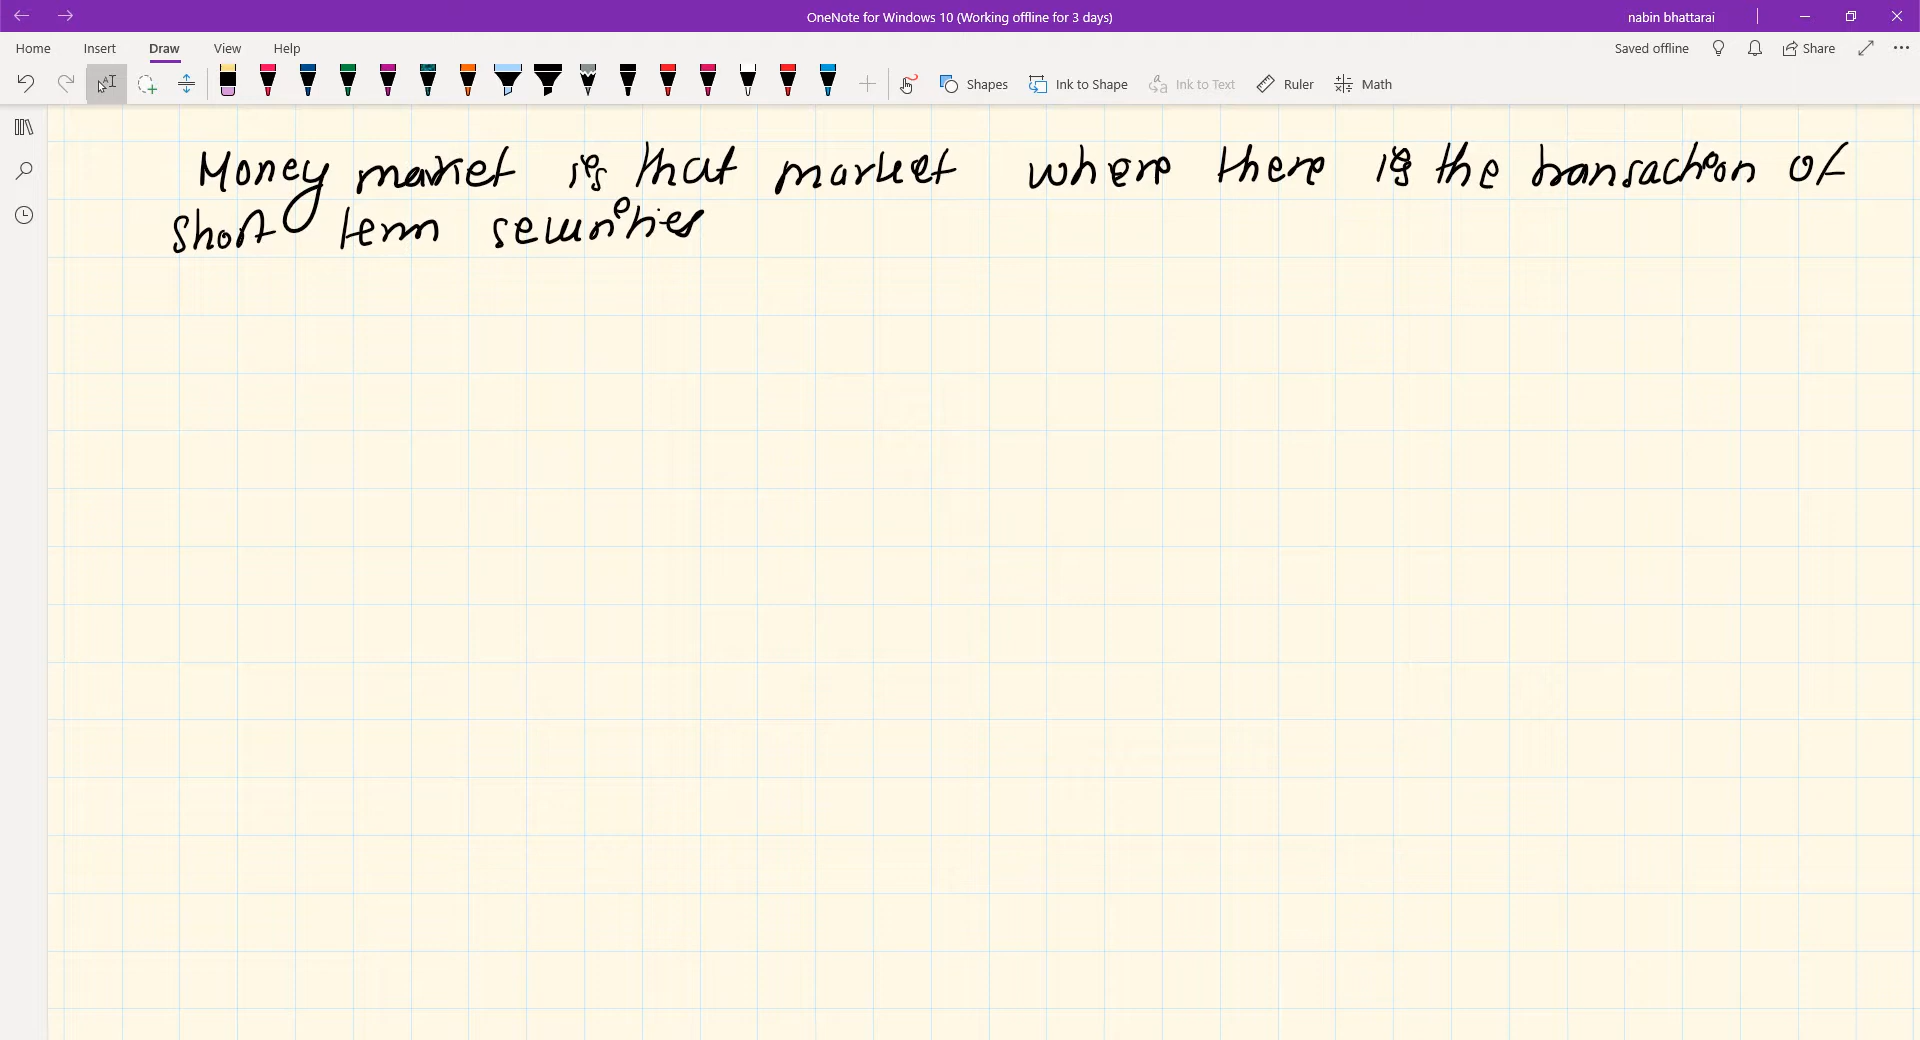 OneNote for Windows 10 (Working offline for 3 days)
nabin bhattarai
Home Insert Draw View Help
Saved offline Share
Shapes Ink to Shape Ink to Text Ruler Math
Money market is that market where there is the transaction of
short term securities